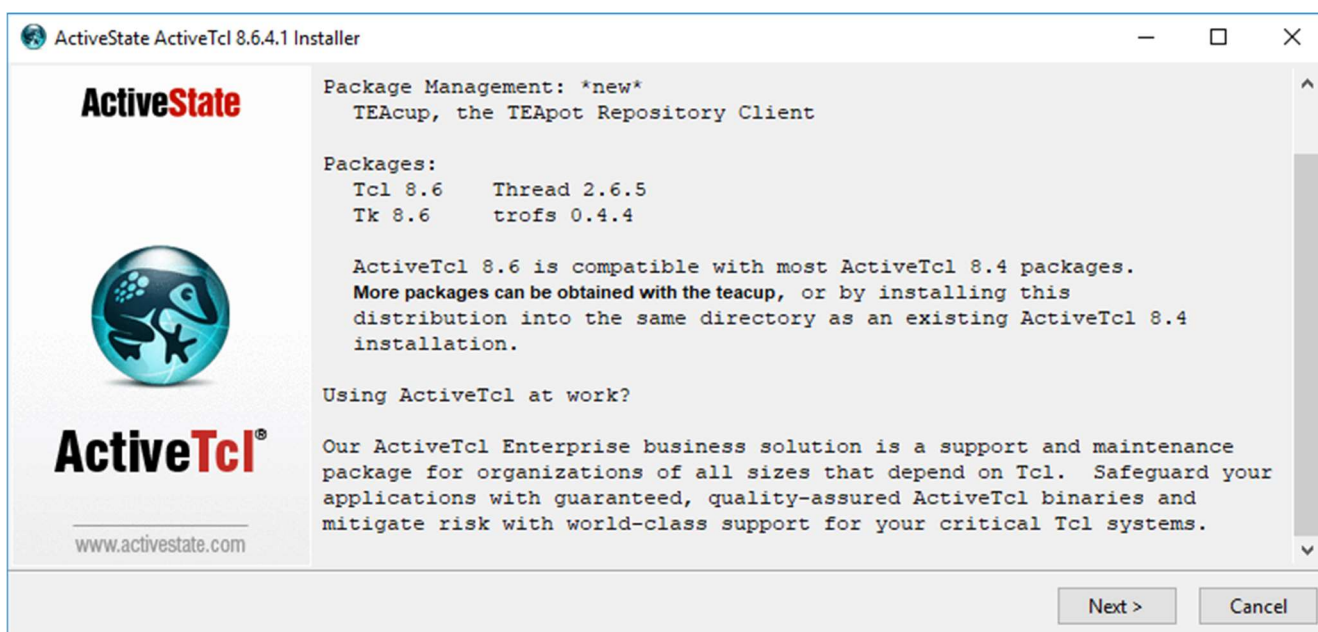 ActiveState ActiveTcl 8.6.4.1 Installer
ActiveState
ActiveTcl®
www.activestate.com
Package Management: *new*
TEAcup, the TEApot Repository Client
Packages:
Tcl 8.6 Thread 2.6.5
Tk 8.6 trofs 0.4.4
ActiveTcl 8.6 is compatible with most ActiveTcl 8.4 packages.
More packages can be obtained with the teacup, or by installing this
distribution into the same directory as an existing ActiveTcl 8.4
installation.
Using ActiveTcl at work?
Our ActiveTcl Enterprise business solution is a support and maintenance
package for organizations of all sizes that depend on Tcl. Safeguard your
applications with guaranteed, quality-assured ActiveTcl binaries and
mitigate risk with world-class support for your critical Tcl systems.
Next > Cancel